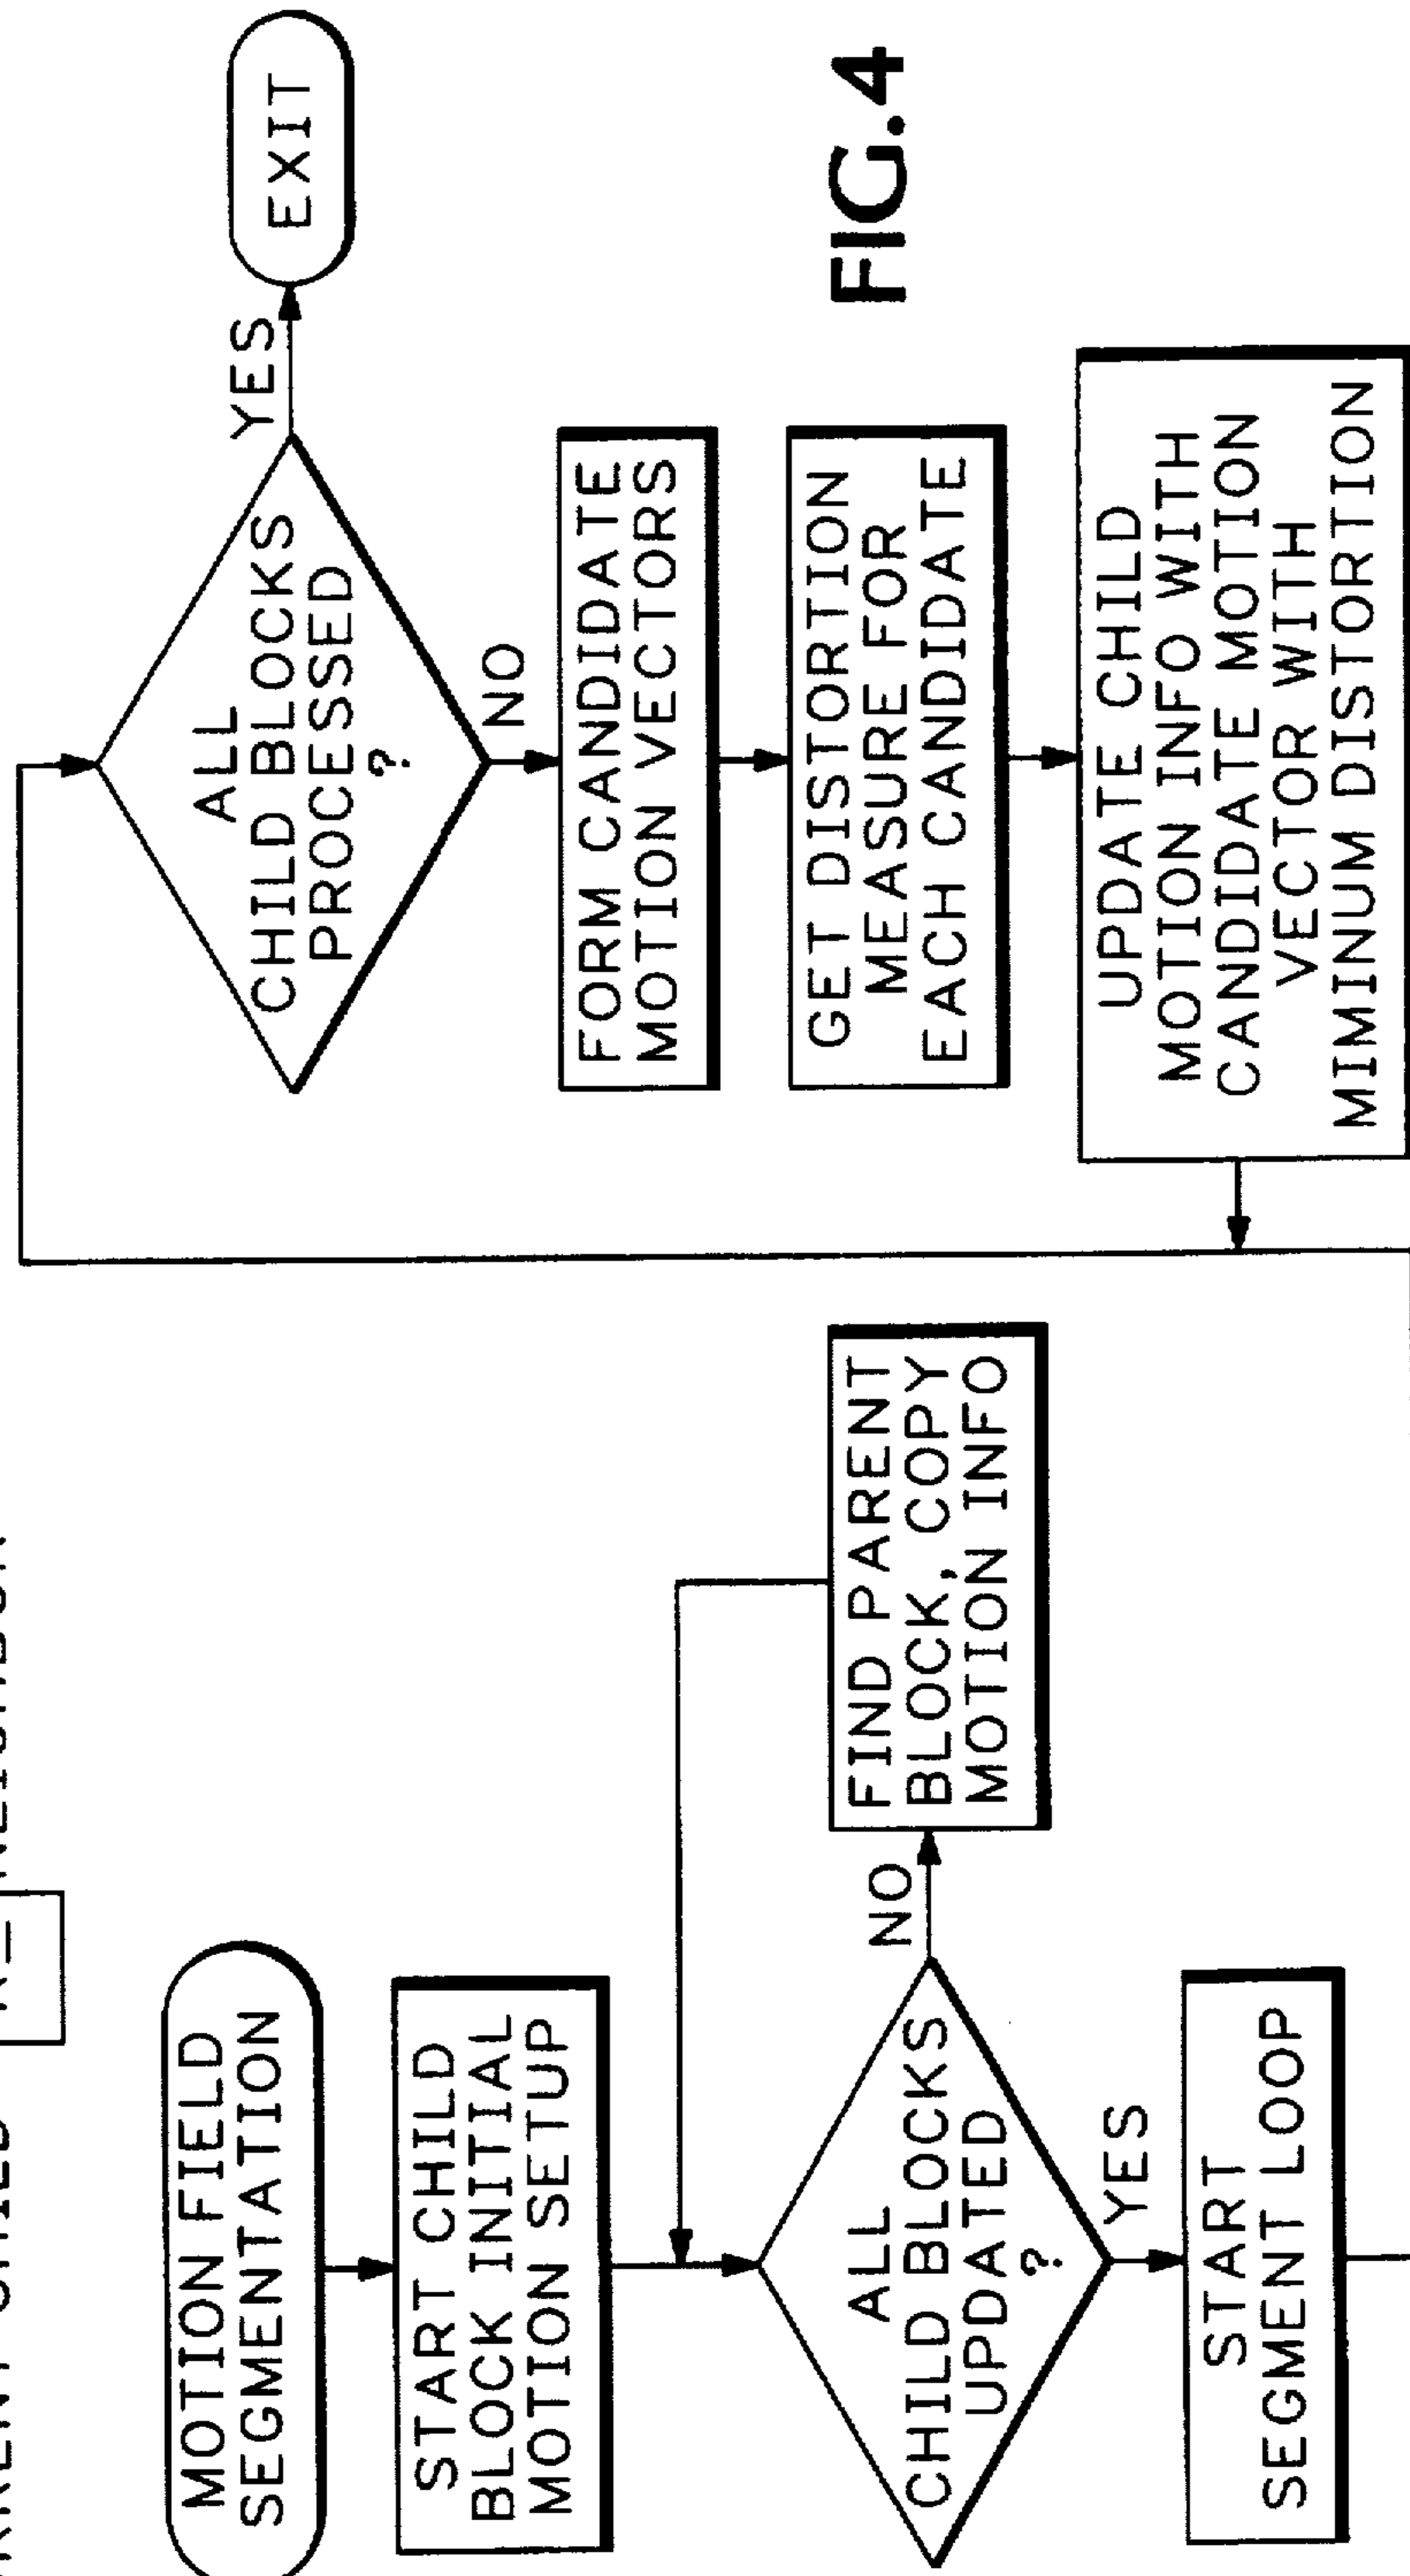 MOTION FIELD
SEGMENTATION
START CHILD
BLOCK INITIAL
MOTION SETUP
ALL
CHILD BLOCKS
UPDATED
?
NO
FIND PARENT
BLOCK, COPY
MOTION INFO
YES
START
SEGMENT LOOP
ALL
CHILD BLOCKS
PROCESSED
?
YES
EXIT
NO
FORM CANDIDATE
MOTION VECTORS
GET DISTORTION
MEASURE FOR
EACH CANDIDATE
UPDATE CHILD
MOTION INFO WITH
CANDIDATE MOTION
VECTOR WITH
MIMINUM DISTORTION
FIG.4